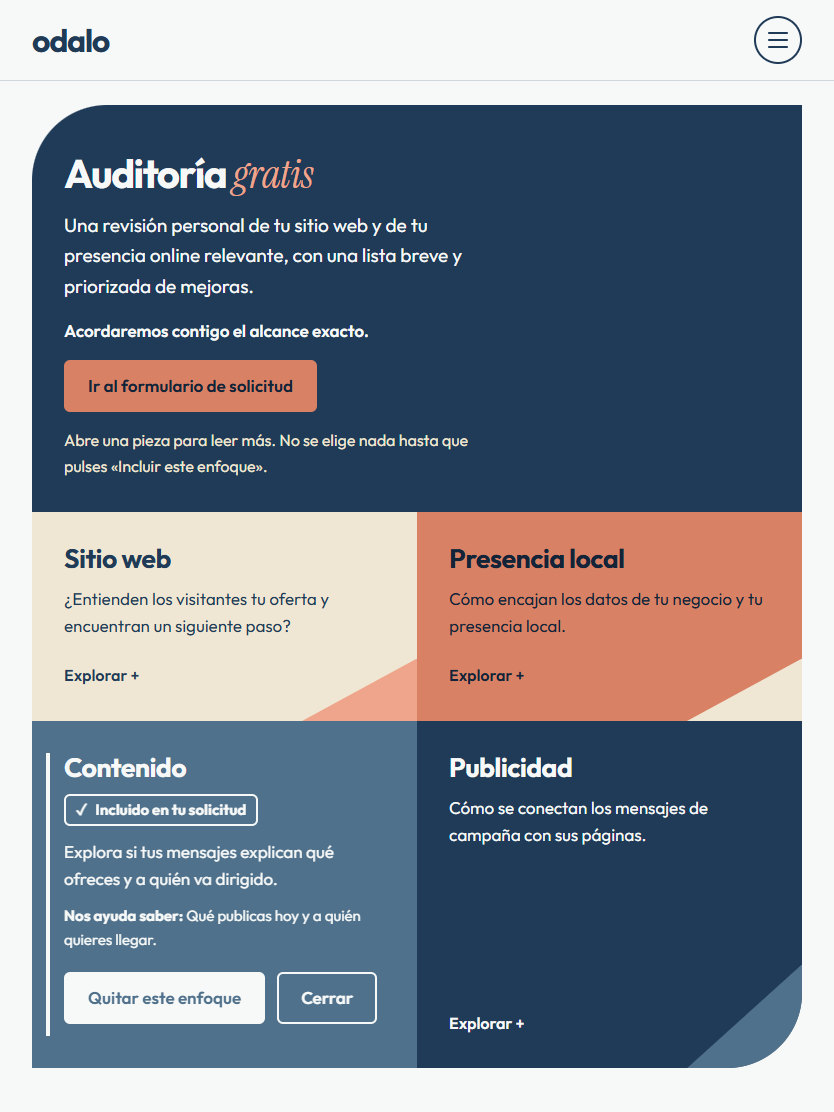 odalo
Auditoría gratis
Una revisión personal de tu sitio web y de tu
presencia online relevante, con una lista breve y
priorizada de mejoras.
Acordaremos contigo el alcance exacto.
Ir al formulario de solicitud
Abre una pieza para leer más. No se elige nada hasta que
pulses «Incluir este enfoque».
Sitio web
¿Entienden los visitantes tu oferta y
encuentran un siguiente paso?
Explorar +
Presencia local
Cómo encajan los datos de tu negocio y tu
presencia local.
Explorar +
Contenido
✓ Incluido en tu solicitud
Explora si tus mensajes explican qué
ofreces y a quién va dirigido.
Nos ayuda saber: Qué publicas hoy y a quién
quieres llegar.
Quitar este enfoque
Cerrar
Publicidad
Cómo se conectan los mensajes de
campaña con sus páginas.
Explorar +